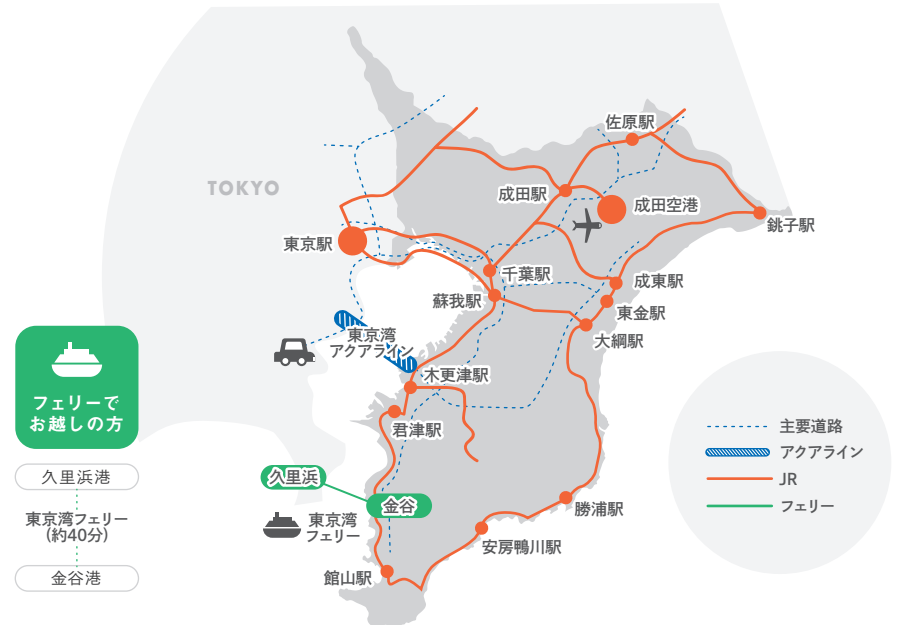 佐原駅
TOKYO
成田駅
成田空港
東京駅
銚子駅
千葉駅
成東駅
蘇我駅
東金駅
東京湾
アクアライン
大網駅
木更津駅
フェリーで
お越しの方
君津駅
主要道路
アクアライン
JR
フェリー
久里浜港
久里浜
金谷
東京湾フェリー
(約40分)
東京湾
フェリー
勝浦駅
安房鴨川駅
金谷港
館山駅